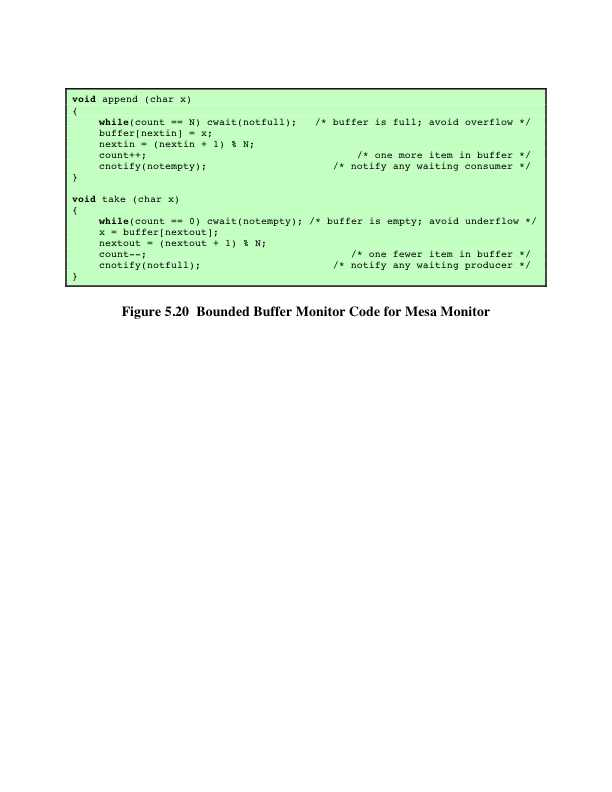 void append (char x)
{
while(count == N) cwait(notfull); /* buffer is full; avoid overflow */
buffer[nextin] = x;
nextin = (nextin + 1) % N;
count++; /* one more item in buffer */
cnotify(notempty); /* notify any waiting consumer */
}
void take (char x)
{
while(count == 0) cwait(notempty); /* buffer is empty; avoid underflow */
x = buffer[nextout];
nextout = (nextout + 1) % N;
count--; /* one fewer item in buffer */
cnotify(notfull); /* notify any waiting producer */
}
Figure 5.20 Bounded Buffer Monitor Code for Mesa Monitor